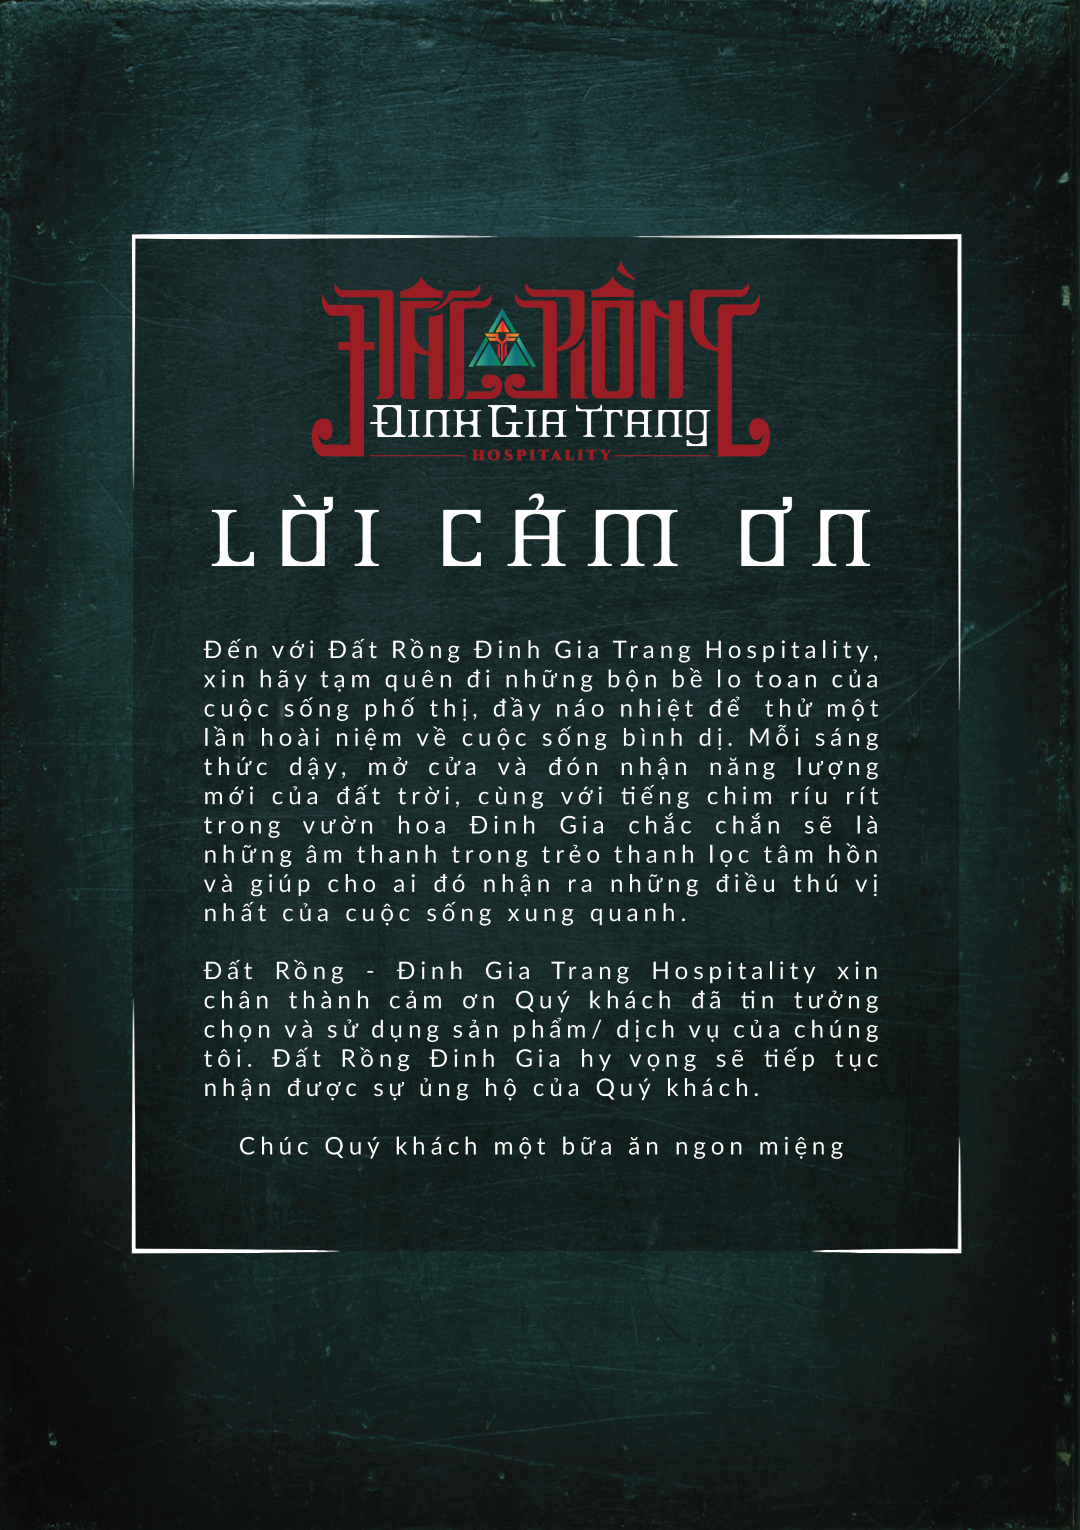 ĐẤT RỒNG
ĐINH GIA TRANG
HOSPITALITY
LỜI CẢM ƠN
Đến với Đất Rồng Đinh Gia Trang Hospitality,
xin hãy tạm quên đi những bộn bề lo toan của
cuộc sống phố thị, đầy náo nhiệt để thử một
lần hoài niệm về cuộc sống bình dị. Mỗi sáng
thức dậy, mở cửa và đón nhận năng lượng
mới của đất trời, cùng với tiếng chim ríu rít
trong vườn hoa Đinh Gia chắc chắn sẽ là
những âm thanh trong trẻo thanh lọc tâm hồn
và giúp cho ai đó nhận ra những điều thú vị
nhất của cuộc sống xung quanh.
Đất Rồng - Đinh Gia Trang Hospitality xin
chân thành cảm ơn Quý khách đã tin tưởng
chọn và sử dụng sản phẩm/ dịch vụ của chúng
tôi. Đất Rồng Đinh Gia hy vọng sẽ tiếp tục
nhận được sự ủng hộ của Quý khách.
Chúc Quý khách một bữa ăn ngon miệng